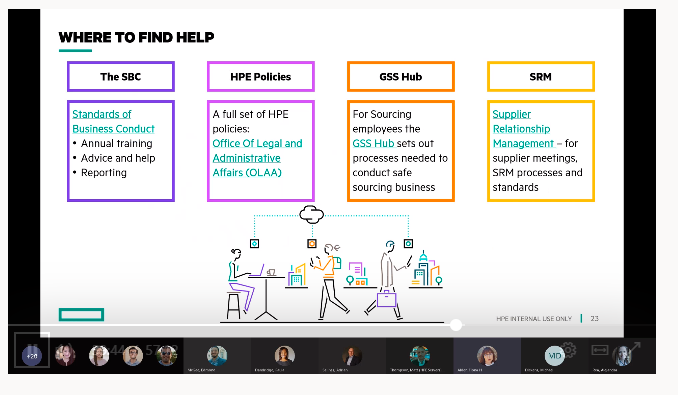 WHERE TO FIND HELP
The SBC
Standards of
Business Conduct
• Annual training
• Advice and help
• Reporting
HPE Policies
A full set of HPE
policies:
Office Of Legal and
Administrative
Affairs (OLAA)
GSS Hub
For Sourcing
employees the
GSS Hub sets out
processes needed to
conduct safe
sourcing business
SRM
Supplier
Relationship
Management – for
supplier meetings,
SRM processes and
standards
HPE INTERNAL USE ONLY
23
+26
MD